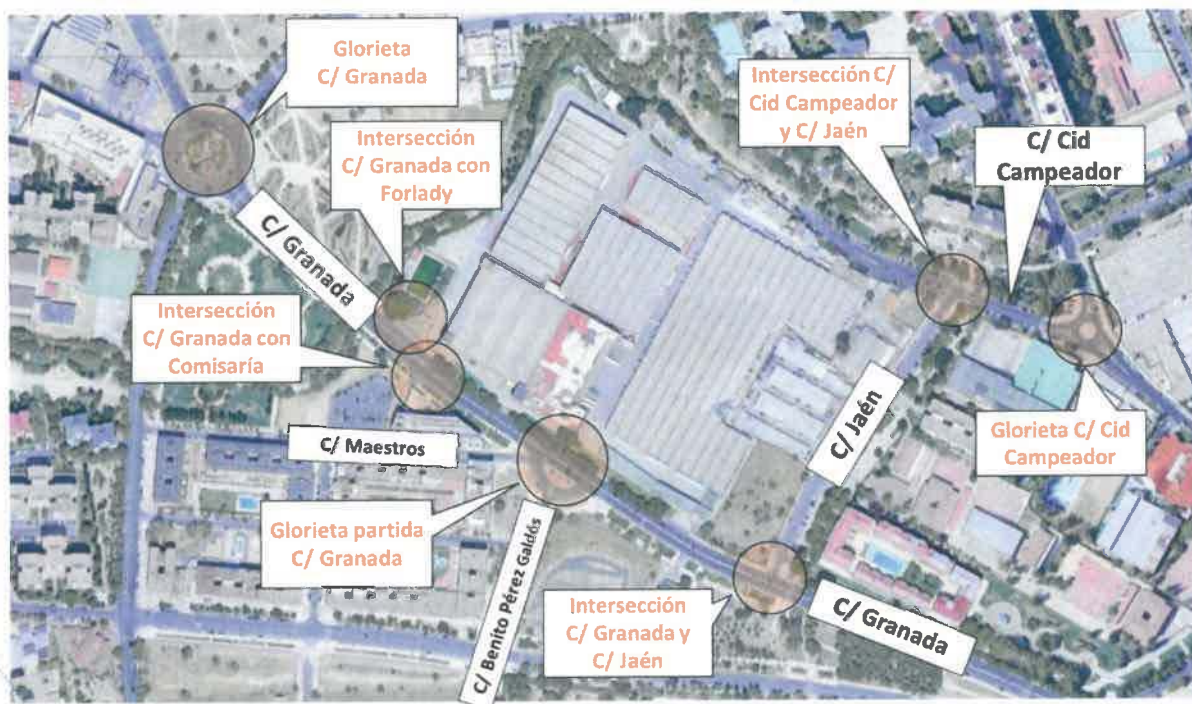 Glorieta
C/ Granada
Intersección
C/ Granada con
Forlady
Intersección C/
Cid Campeador
y C/ Jaén
C/ Cid
Campeador
C/ Granada
Intersección
C/ Granada con
Comisaría
C/ Maestros
C/ Jaén
Glorieta C/ Cid
Campeador
Glorieta partida
C/ Granada
C/ Benito Pérez Galdós
Intersección
C/ Granada y
C/ Jaén
C/ Granada